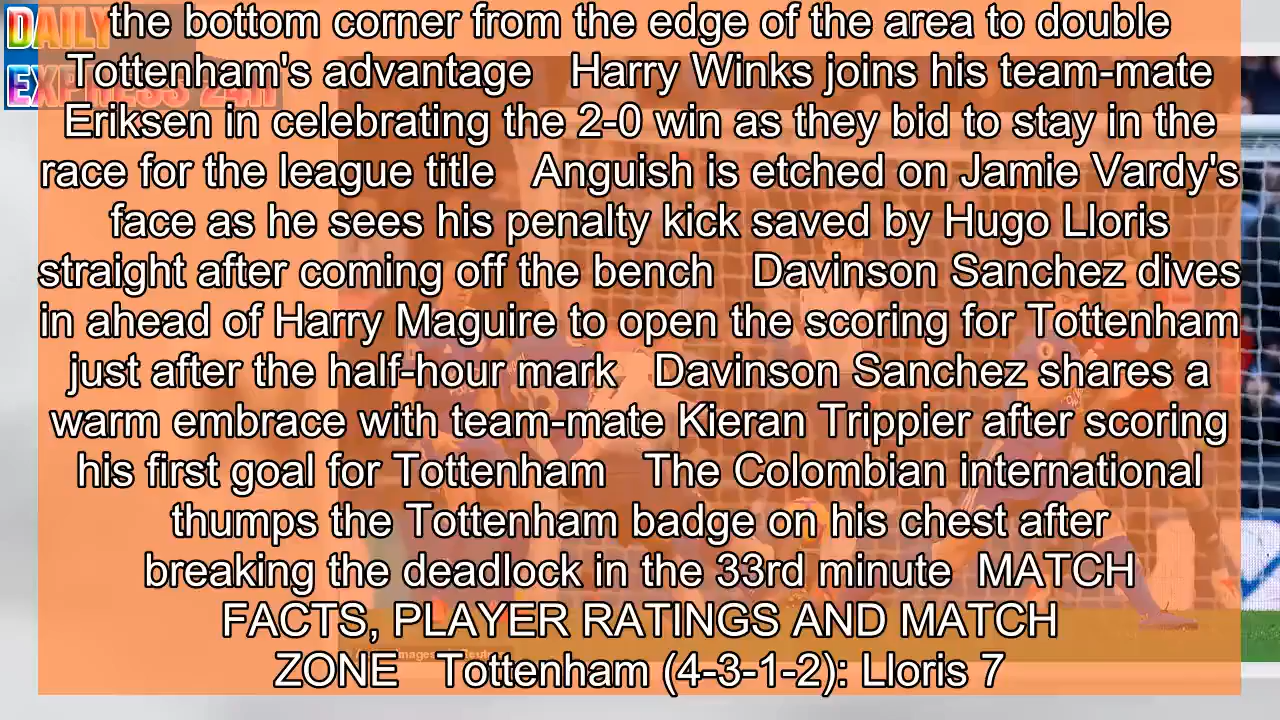 DAILY
EXPRESS 24H
the bottom corner from the edge of the area to double
Tottenham's advantage Harry Winks joins his team-mate
Eriksen in celebrating the 2-0 win as they bid to stay in the
race for the league title Anguish is etched on Jamie Vardy's
face as he sees his penalty kick saved by Hugo Lloris
straight after coming off the bench Davinson Sanchez dives
in ahead of Harry Maguire to open the scoring for Tottenham
just after the half-hour mark Davinson Sanchez shares a
warm embrace with team-mate Kieran Trippier after scoring
his first goal for Tottenham The Colombian international
thumps the Tottenham badge on his chest after
breaking the deadlock in the 33rd minute MATCH
FACTS, PLAYER RATINGS AND MATCH
ZONE Tottenham (4-3-1-2): Lloris 7